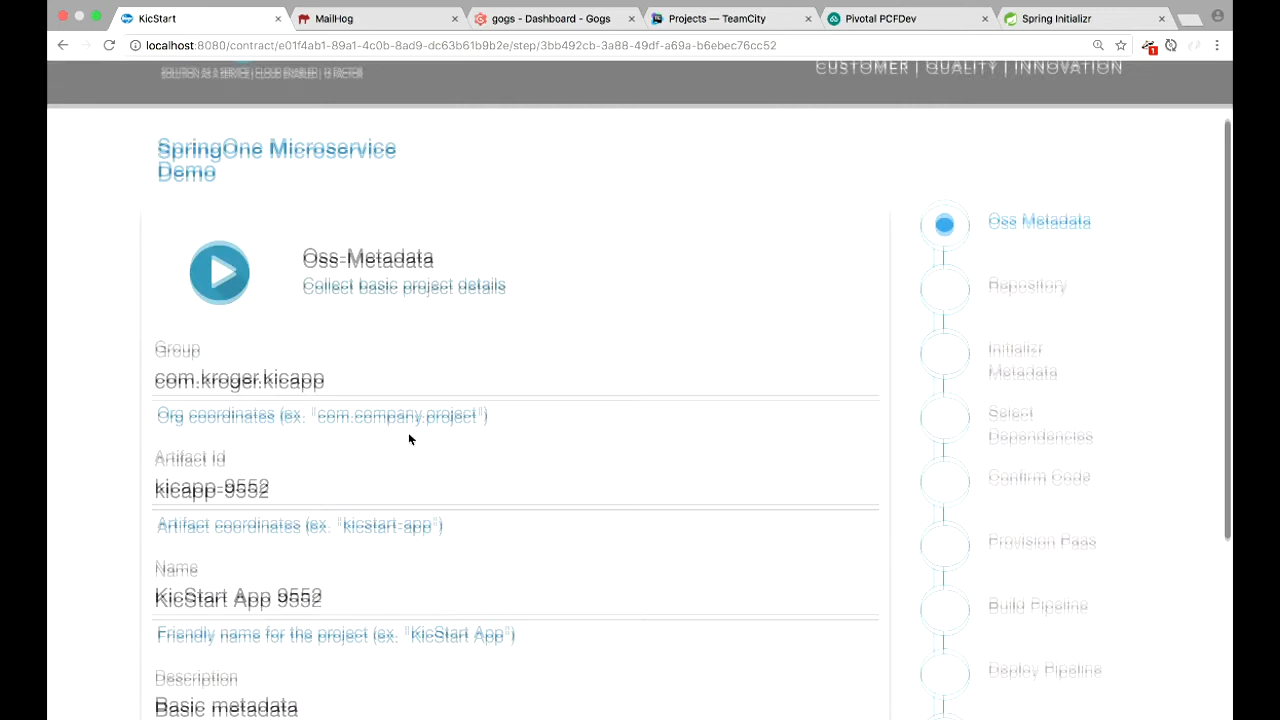 KicStart
MailHog
gogs - Dashboard - Gogs
Projects — TeamCity
Pivotal PCFDev
Spring Initializr
localhost:8080/contract/e01f4ab1-89a1-4c0b-8ad9-dc63b61b9b2e/step/3bb492cb-3a88-49df-a69a-b6ebec76cc52
1
CUSTOMER | QUALITY | INNOVATION
SpringOne Microservice
Demo
Oss-Metadata
Collect basic project details
Group
com.kroger.kicapp
Org coordinates (ex. "com.company.project")
Artifact Id
kicapp-9552
Artifact coordinates (ex. "kicstart-app")
Name
KicStart App 9552
Friendly name for the project (ex. "KicStart App")
Description
Basic metadata
Oss Metadata
Repository
Initializr
Metadata
Select
Dependencies
Confirm Code
Provision Paas
Build Pipeline
Deploy Pipeline